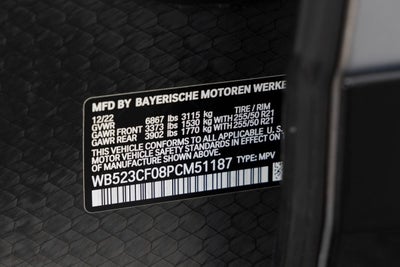 MFD BY BAYERISCHE MOTOREN WERKE
12/22 6867 lbs 3115 kg TIRE / RIM
GVWR
GAWR FRONT 3373 lbs 1530 kg WITH 255/50 R21
GAWR REAR 3902 lbs 1770 kg WITH 255/50 R21
THIS VEHICLE CONFORMS TO ALL APPLICABLE U.S.
MOTOR VEHICLE SAFETY STANDARDS IN EFFECT ON
OF MANUFACTURE SHOWN ABOVE. TYPE: MPV
WB523CF08PCM51187